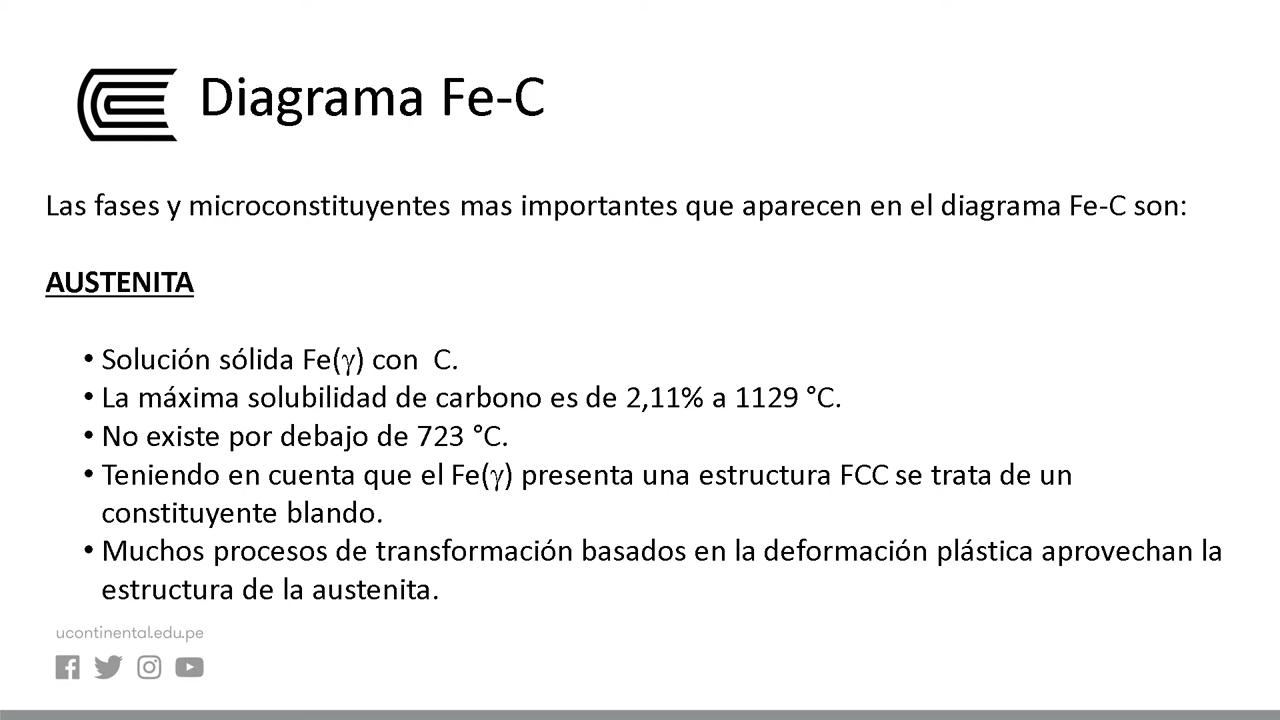 Diagrama Fe-C
Las fases y microconstituyentes mas importantes que aparecen en el diagrama Fe-C son:
AUSTENITA
• Solución sólida Fe(γ) con  C.
• La máxima solubilidad de carbono es de 2,11% a 1129 °C.
• No existe por debajo de 723 °C.
• Teniendo en cuenta que el Fe(γ) presenta una estructura FCC se trata de un
constituyente blando.
• Muchos procesos de transformación basados en la deformación plástica aprovechan la
estructura de la austenita.
ucontinental.edu.pe